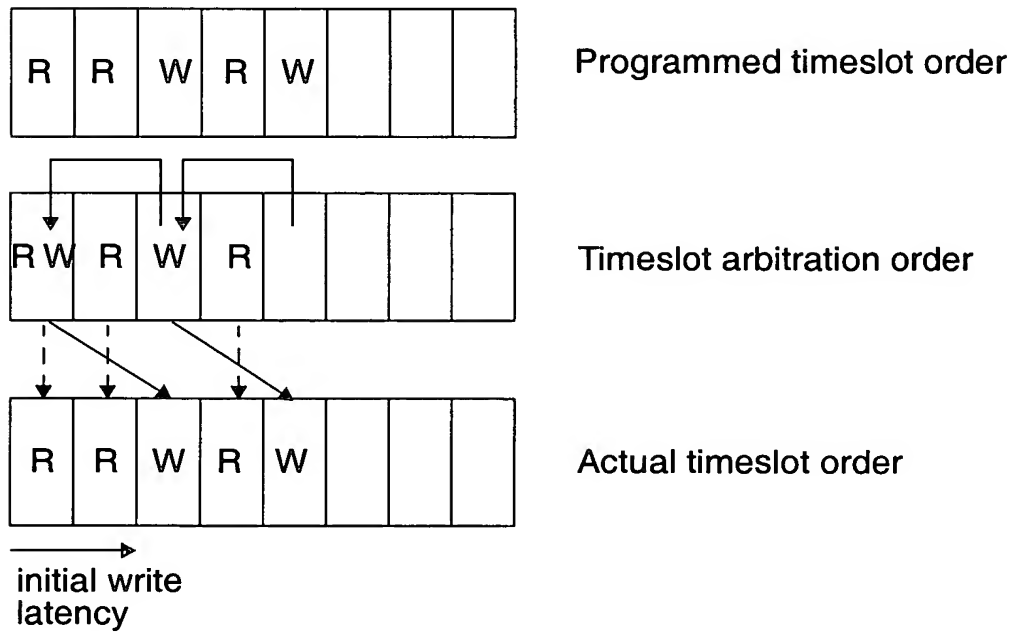 R R W R W
Programmed timeslot order
R W R W R
Timeslot arbitration order
R R W R W
Actual timeslot order
initial write
latency